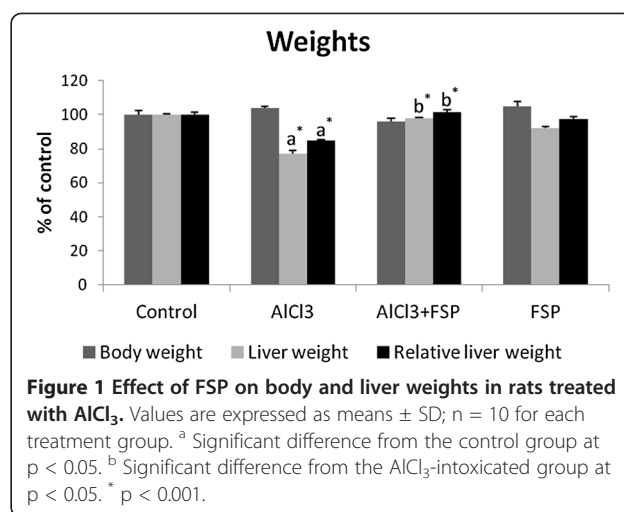 Weights
% of control
120
100
80
60
40
20
0
a* a*
b* b*
Control AlCl3 AlCl3+FSP FSP
Body weight Liver weight Relative liver weight
Figure 1 Effect of FSP on body and liver weights in rats treated
with AlCl₃. Values are expressed as means ± SD; n = 10 for each
treatment group. ᵃ Significant difference from the control group at
p < 0.05. ᵇ Significant difference from the AlCl₃-intoxicated group at
p < 0.05. * p < 0.001.